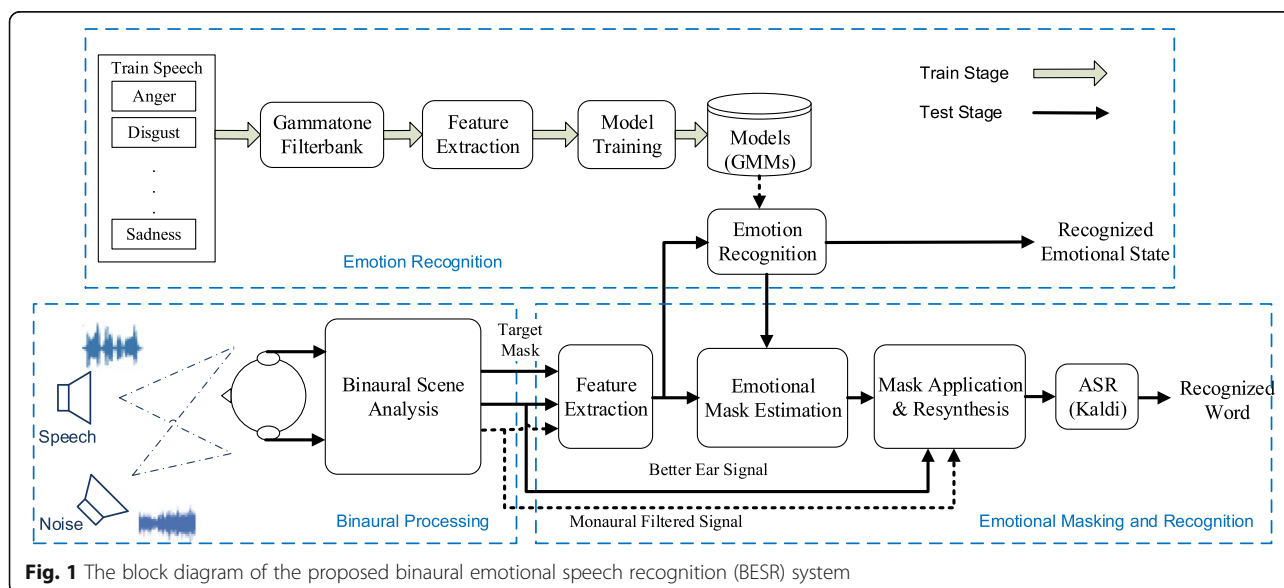 Train Speech
Anger
Disgust
.
.
.
Sadness
Gammatone
Filterbank
Feature
Extraction
Model
Training
Models
(GMMs)
Train Stage
Test Stage
Emotion
Recognition
Recognized
Emotional State
Emotion Recognition
Speech
Noise
Binaural Scene
Analysis
Binaural Processing
Target
Mask
Feature
Extraction
Emotional
Mask Estimation
Mask Application
& Resynthesis
ASR
(Kaldi)
Recognized
Word
Better Ear Signal
Monaural Filtered Signal
Emotional Masking and Recognition
Fig. 1 The block diagram of the proposed binaural emotional speech recognition (BESR) system